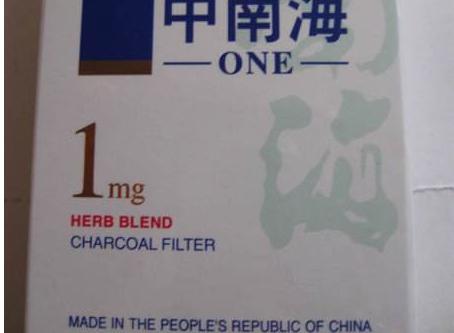 中南海
ONE
1mg
HERB BLEND
CHARCOAL FILTER
MADE IN THE PEOPLE'S REPUBLIC OF CHINA